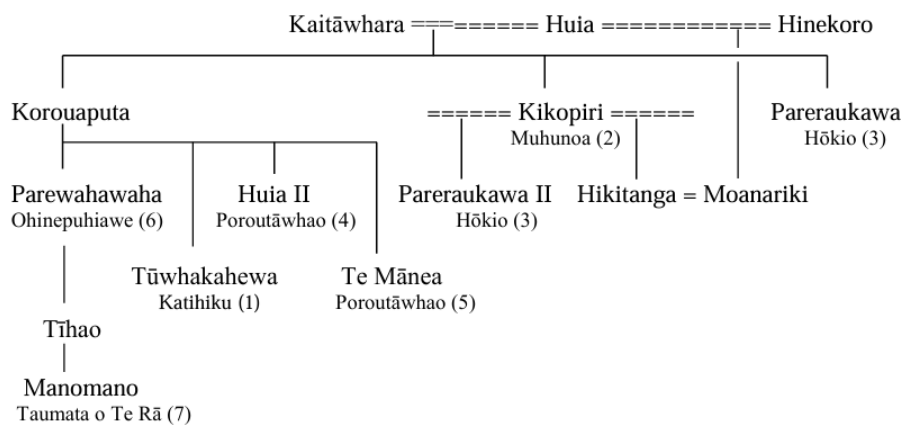 Kaitāwhara ========= Huia ============ Hinekoro
Korouaputa ====== Kikopiri ====== Pareraukawa
Muhunoa (2) Hōkio (3)
Parewahawaha Huia II Pareraukawa II Hikitanga = Moanariki
Ohinepuhiawe (6) Poroutāwhao (4) Hōkio (3)
Tūwhakahewa Te Mānea
Katihiku (1) Poroutāwhao (5)
Tīhao
Manomano
Taumata o Te Rā (7)